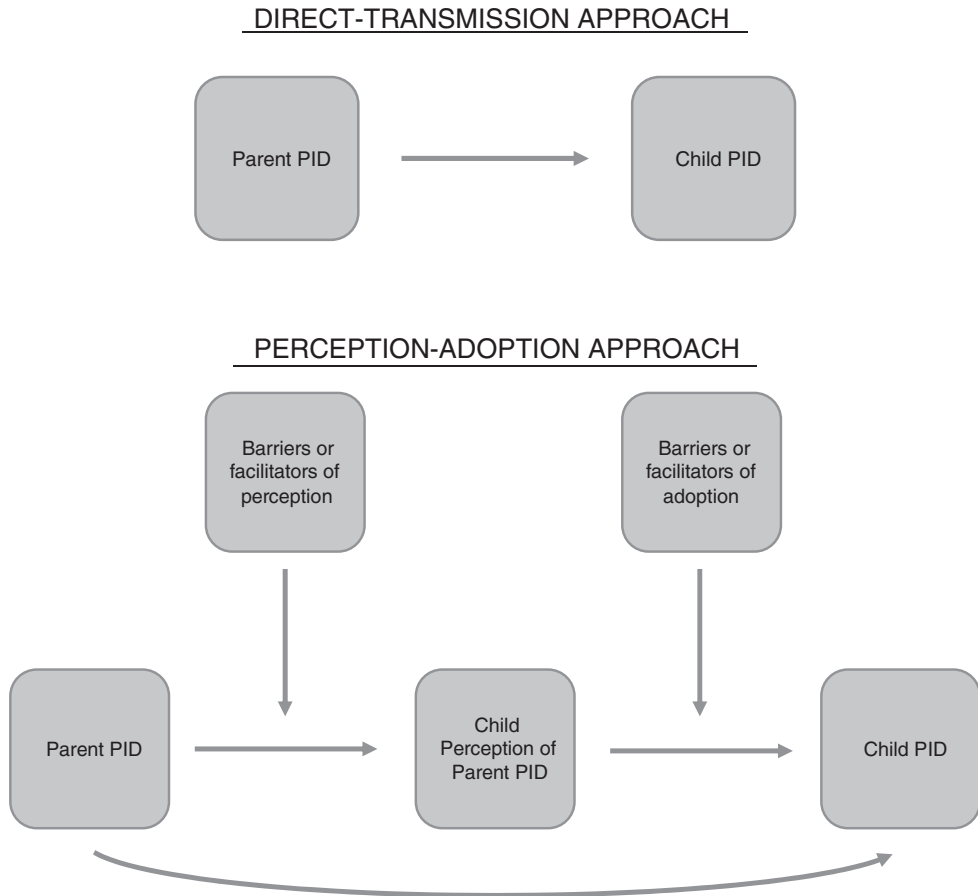 DIRECT-TRANSMISSION APPROACH
Parent PID
Child PID
PERCEPTION-ADOPTION APPROACH
Barriers or
facilitators of
perception
Barriers or
facilitators of
adoption
Parent PID
Child
Perception of
Parent PID
Child PID